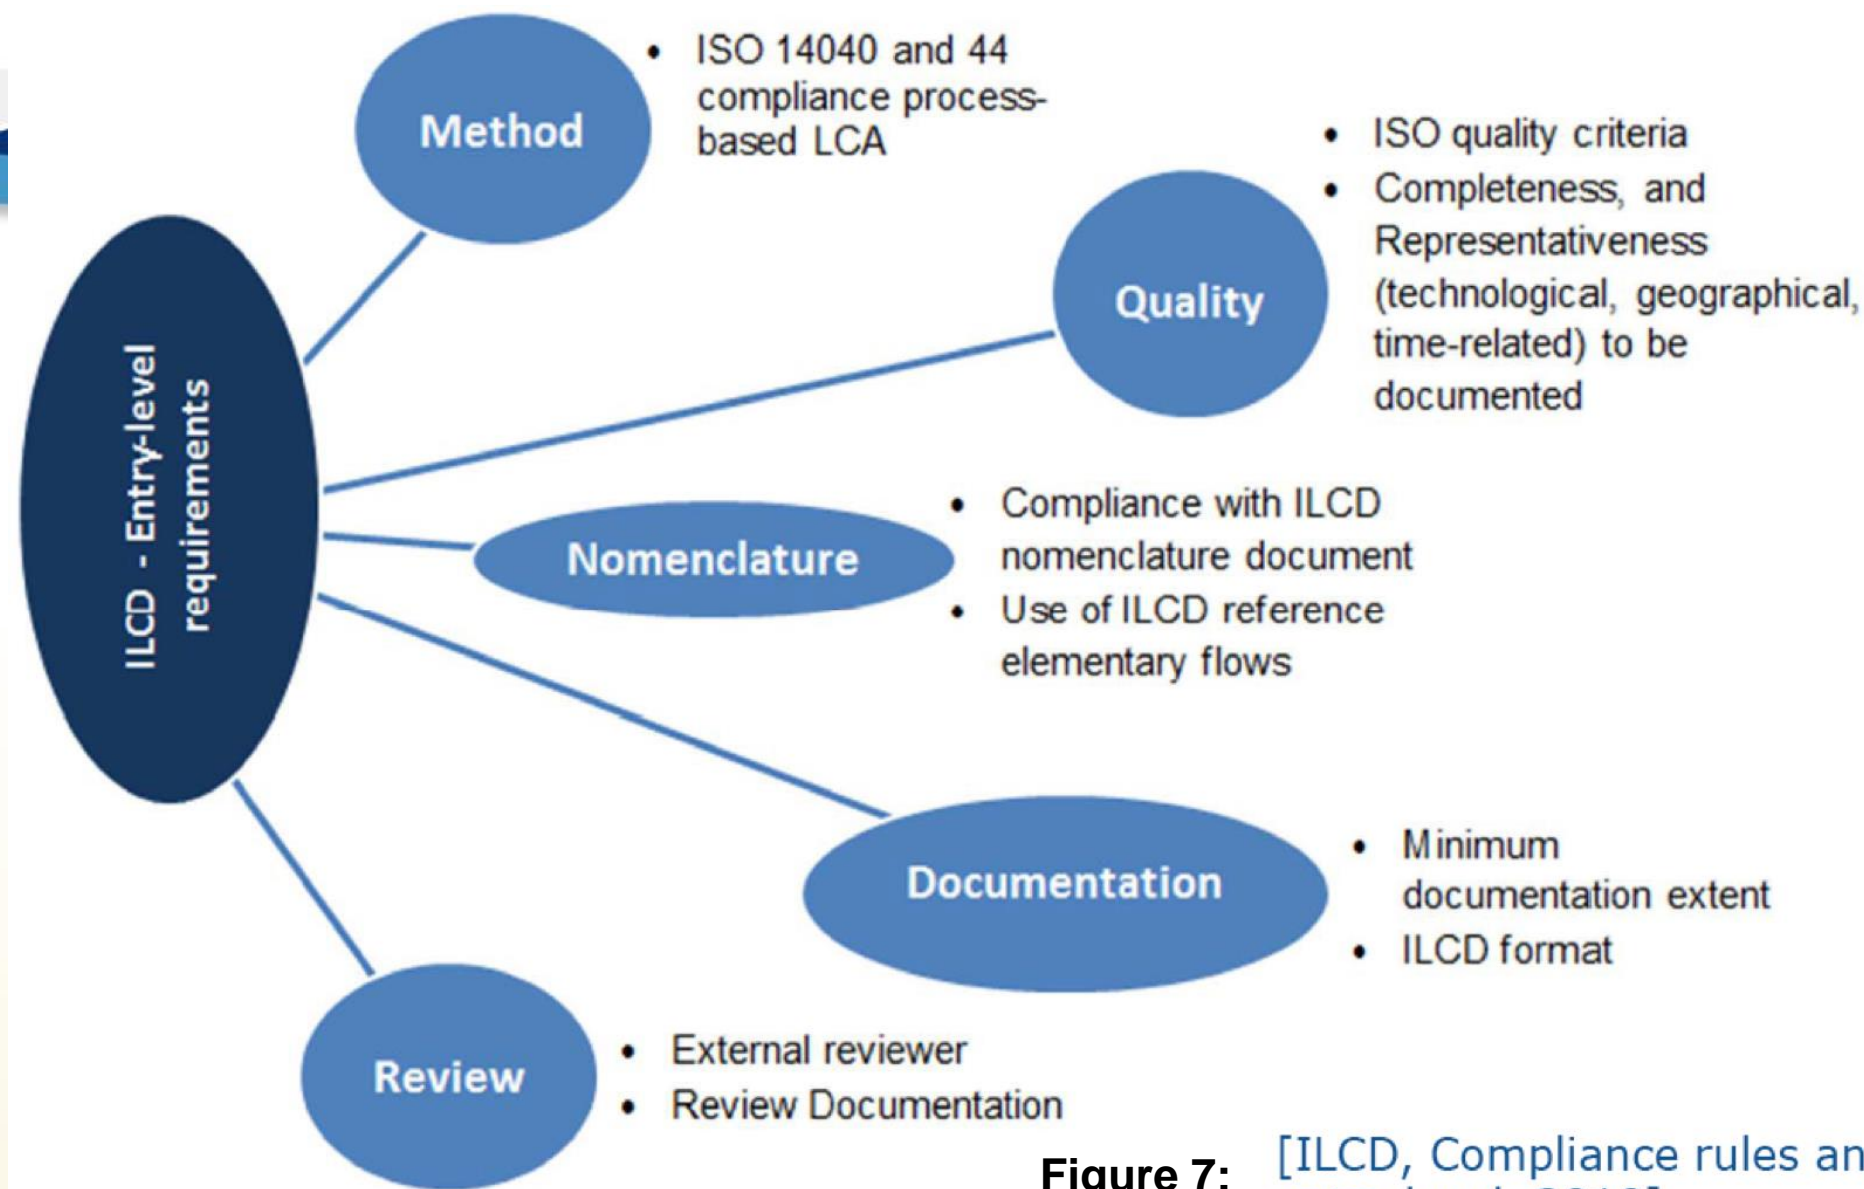 ILCD - Entry-level
requirements
Method
• ISO 14040 and 44
compliance process-
based LCA
Quality
• ISO quality criteria
• Completeness, and
Representativeness
(technological, geographical,
time-related) to be
documented
Nomenclature
• Compliance with ILCD
nomenclature document
• Use of ILCD reference
elementary flows
Documentation
• Minimum
documentation extent
• ILCD format
Review
• External reviewer
• Review Documentation
Figure 7:
[ILCD, Compliance rules an